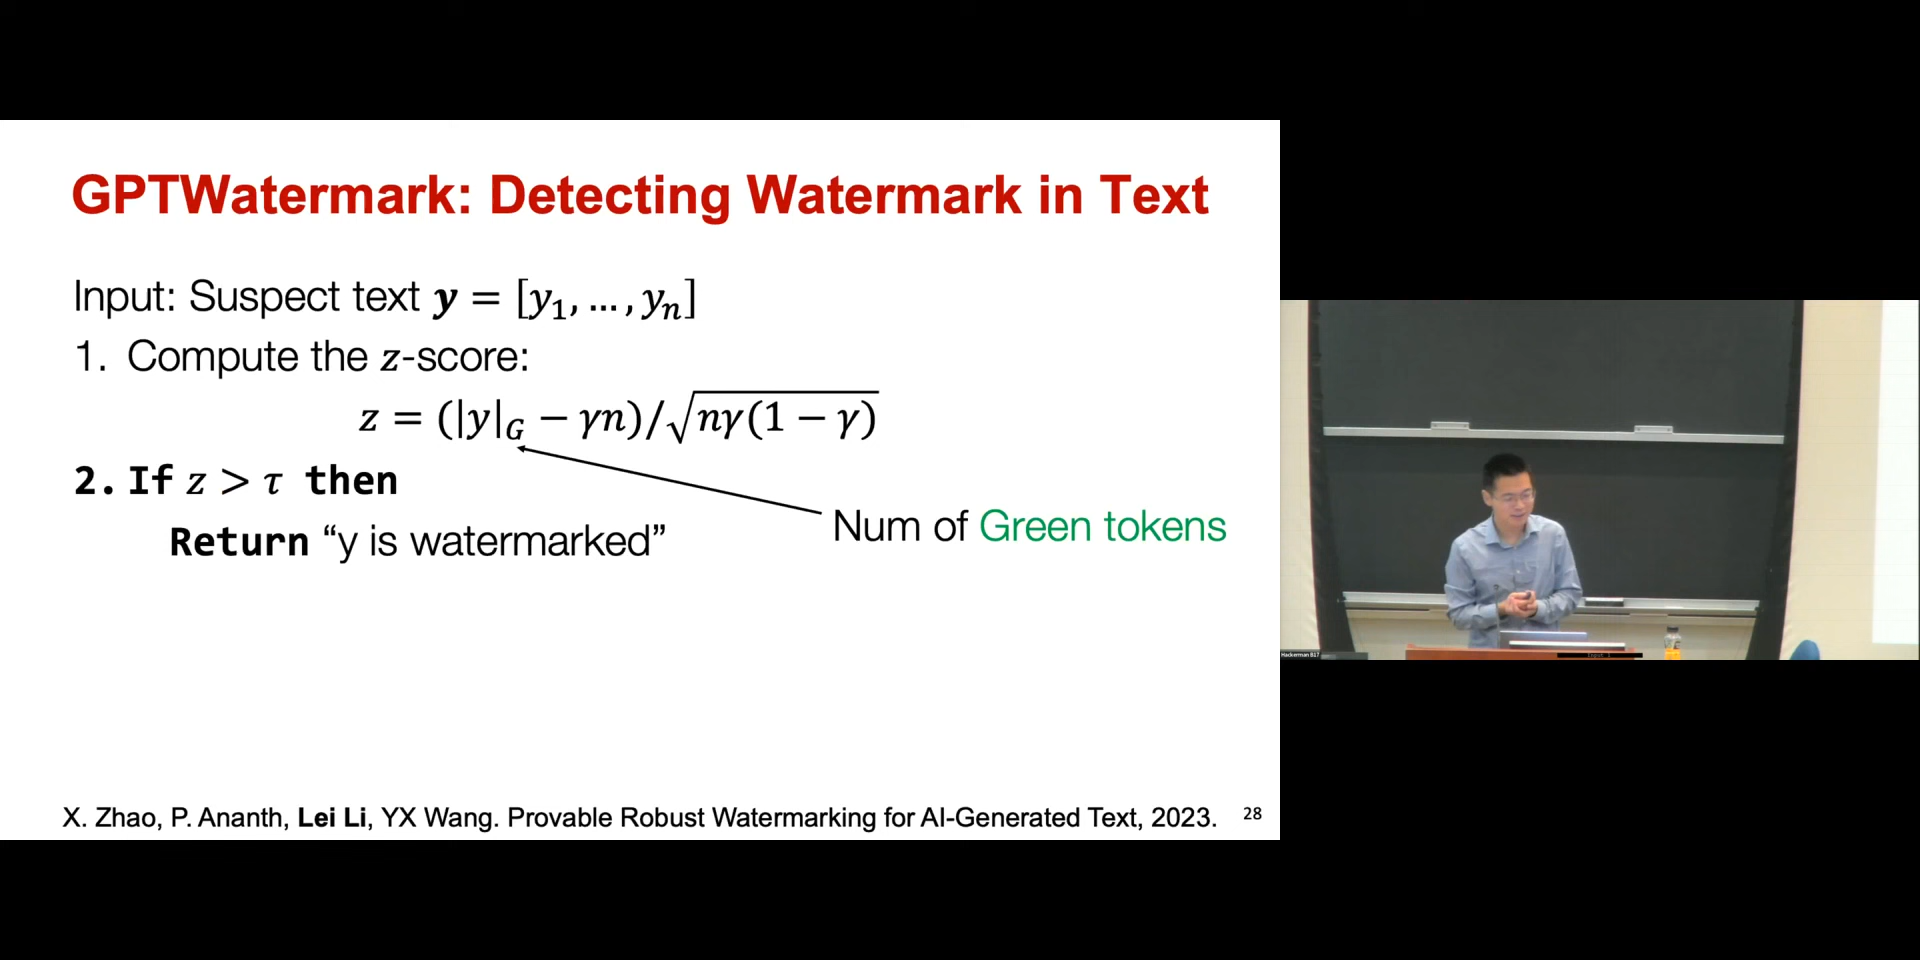 GPTWatermark: Detecting Watermark in Text
Input: Suspect text y = [y₁, … , yₙ]
1. Compute the z-score:
z = (|y|_G − γn)/√(nγ(1 − γ))
2. If z > τ then
Return “y is watermarked”
Num of Green tokens
X. Zhao, P. Ananth, Lei Li, YX Wang. Provable Robust Watermarking for AI-Generated Text, 2023.
28
Hackerman B17